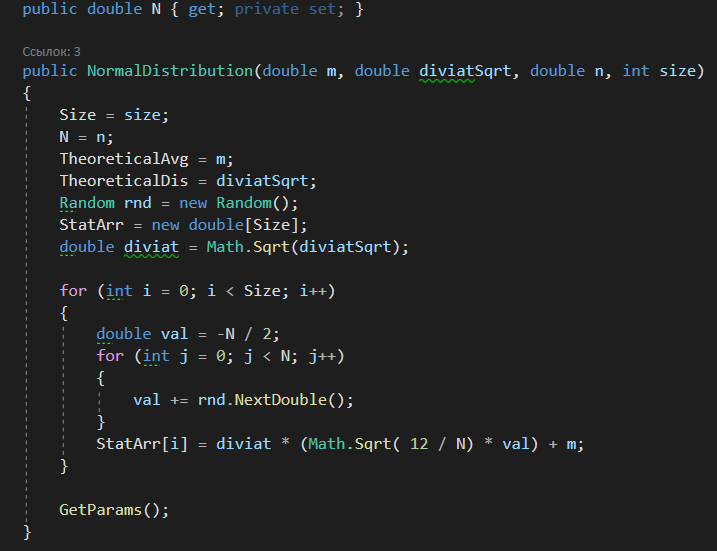 public double N { get; private set; }
Ссылок: 3
public NormalDistribution(double m, double diviatSqrt, double n, int size)
{
Size = size;
N = n;
TheoreticalAvg = m;
TheoreticalDis = diviatSqrt;
Random rnd = new Random();
StatArr = new double[Size];
double diviat = Math.Sqrt(diviatSqrt);
for (int i = 0; i < Size; i++)
{
double val = -N / 2;
for (int j = 0; j < N; j++)
{
val += rnd.NextDouble();
}
StatArr[i] = diviat * (Math.Sqrt( 12 / N) * val) + m;
}
GetParams();
}